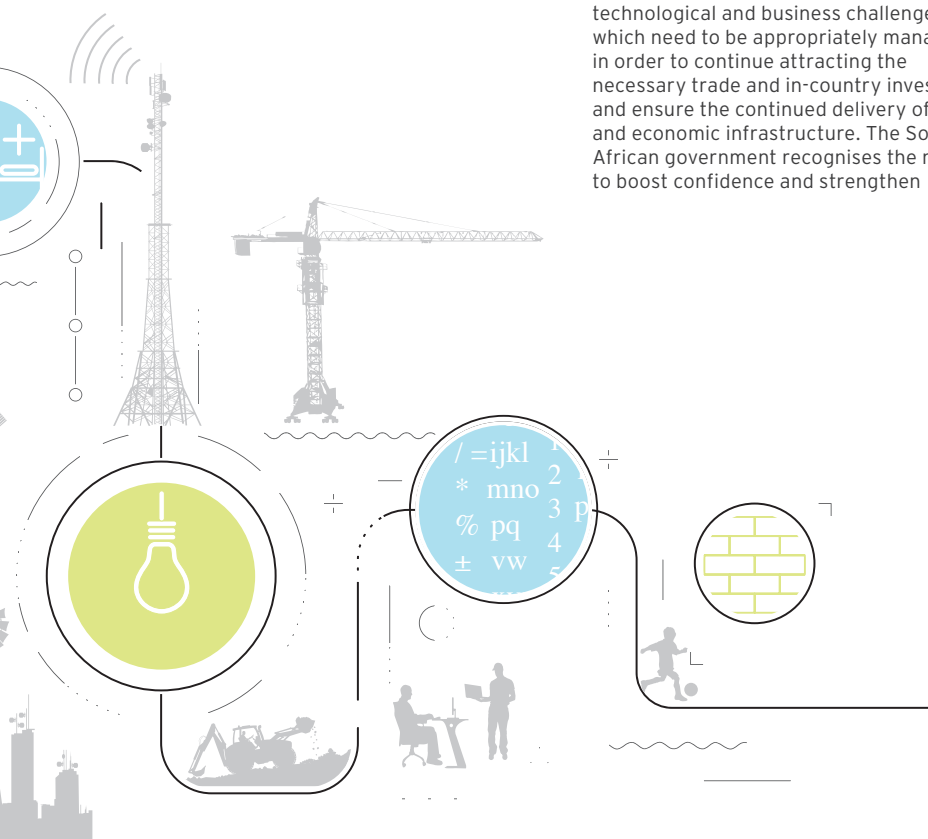 technological and business challenge
which need to be appropriately mana
in order to continue attracting the
necessary trade and in-country inves
and ensure the continued delivery of
and economic infrastructure. The So
African government recognises the
to boost confidence and strengthen
/ =ijkl
* mno 2
3 p
% pq
4
± vw